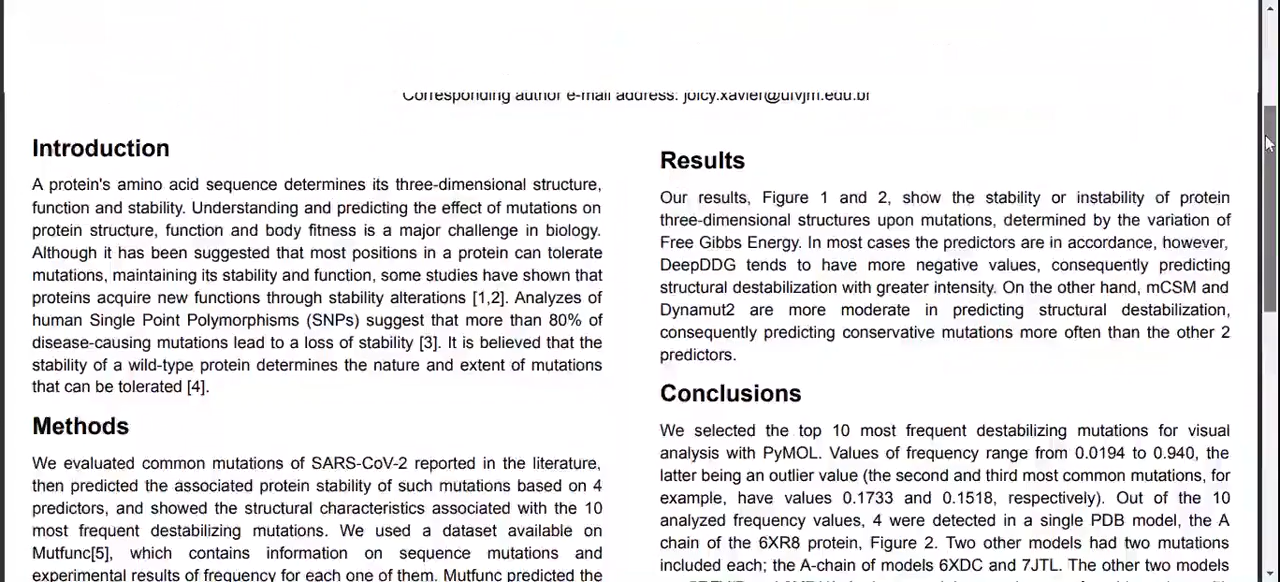 Corresponding author e-mail address: joicy.xavier@ufvjm.edu.br
Introduction
A protein's amino acid sequence determines its three-dimensional structure,
function and stability. Understanding and predicting the effect of mutations on
protein structure, function and body fitness is a major challenge in biology.
Although it has been suggested that most positions in a protein can tolerate
mutations, maintaining its stability and function, some studies have shown that
proteins acquire new functions through stability alterations [1,2]. Analyzes of
human Single Point Polymorphisms (SNPs) suggest that more than 80% of
disease-causing mutations lead to a loss of stability [3]. It is believed that the
stability of a wild-type protein determines the nature and extent of mutations
that can be tolerated [4].
Methods
We evaluated common mutations of SARS-CoV-2 reported in the literature,
then predicted the associated protein stability of such mutations based on 4
predictors, and showed the structural characteristics associated with the 10
most frequent destabilizing mutations. We used a dataset available on
Mutfunc[5], which contains information on sequence mutations and
experimental results of frequency for each one of them. Mutfunc predicted the
Results
Our results, Figure 1 and 2, show the stability or instability of protein
three-dimensional structures upon mutations, determined by the variation of
Free Gibbs Energy. In most cases the predictors are in accordance, however,
DeepDDG tends to have more negative values, consequently predicting
structural destabilization with greater intensity. On the other hand, mCSM and
Dynamut2 are more moderate in predicting structural destabilization,
consequently predicting conservative mutations more often than the other 2
predictors.
Conclusions
We selected the top 10 most frequent destabilizing mutations for visual
analysis with PyMOL. Values of frequency range from 0.0194 to 0.940, the
latter being an outlier value (the second and third most common mutations, for
example, have values 0.1733 and 0.1518, respectively). Out of the 10
analyzed frequency values, 4 were detected in a single PDB model, the A
chain of the 6XR8 protein, Figure 2. Two other models had two mutations
included each; the A-chain of models 6XDC and 7JTL. The other two models